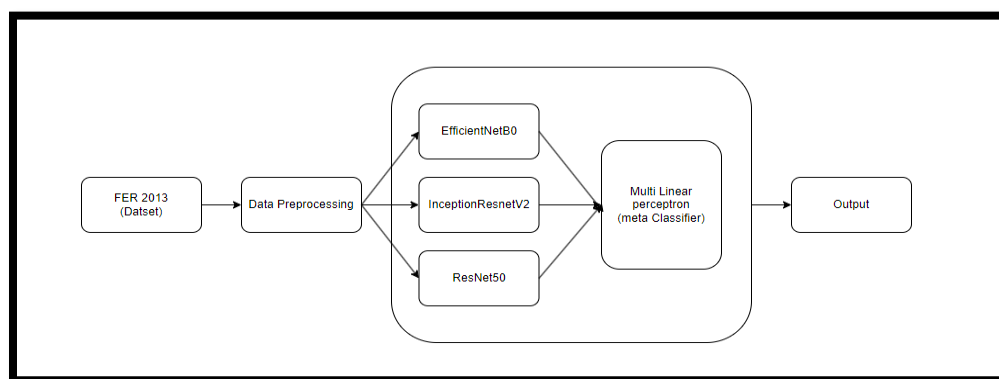 FER 2013
(Datset)
Data Preprocessing
EfficientNetB0
InceptionResnetV2
ResNet50
Multi Linear
perceptron
(meta Classifier)
Output